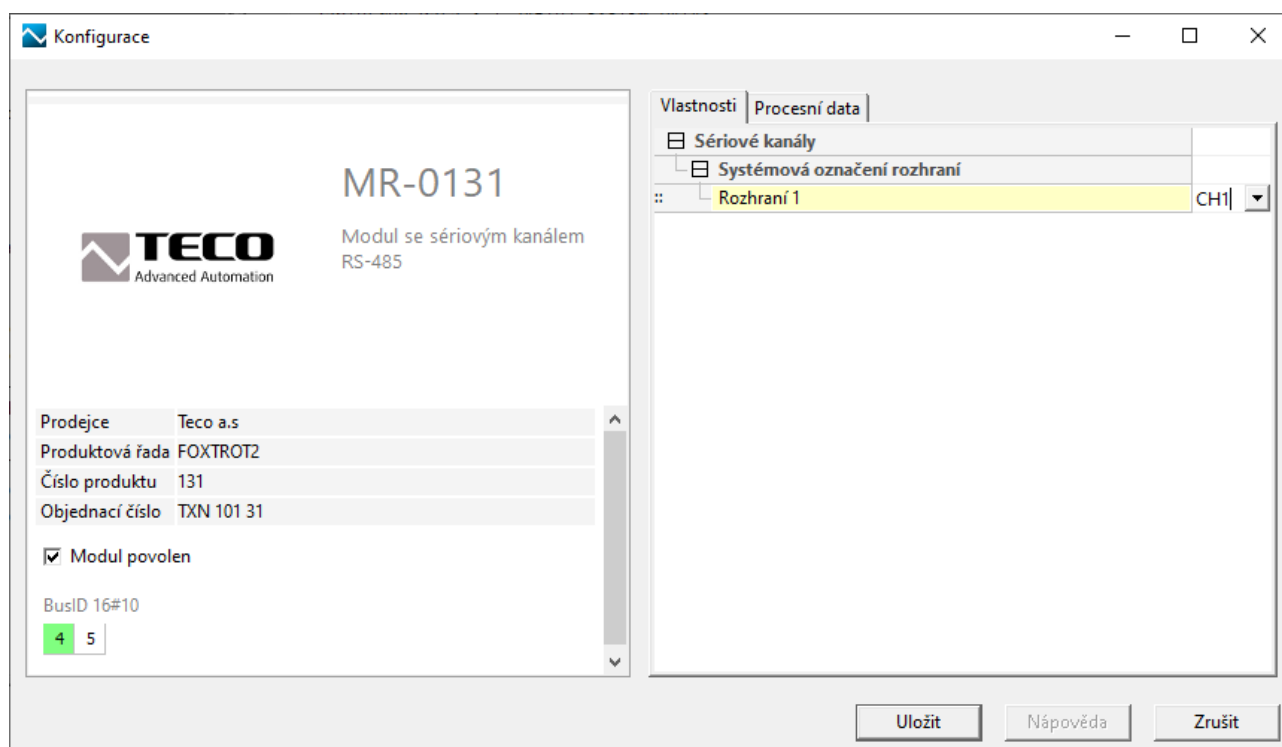 Konfigurace
MR-0131
Modul se sériovým kanálem
RS-485
TECO
Advanced Automation
Prodejce Teco a.s
Produktová řada FOXTROT2
Číslo produktu 131
Objednací číslo TXN 101 31
Modul povolen
BusID 16#10
4 5
Vlastnosti Procesní data
Sériové kanály
Systémová označení rozhraní
Rozhraní 1 CH1
Uložit Nápověda Zrušit